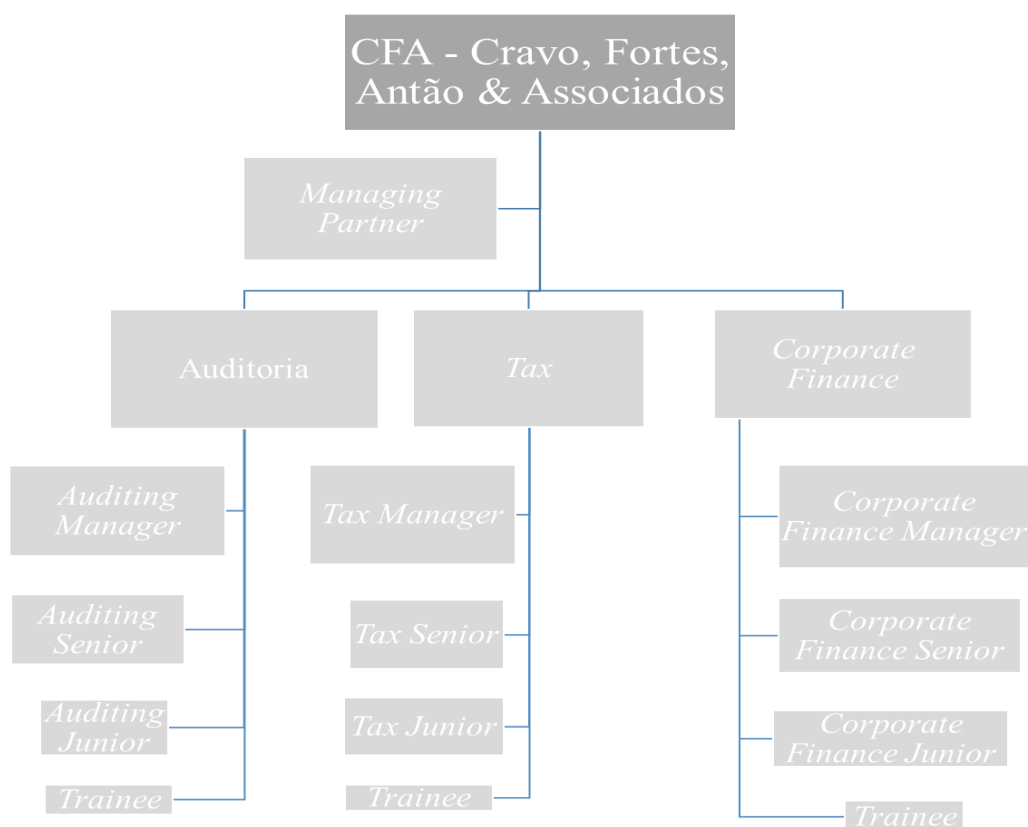 CFA - Cravo, Fortes,
Antão & Associados
Managing
Partner
Auditoria
Tax
Corporate
Finance
Auditing
Manager
Tax Manager
Corporate
Finance Manager
Auditing
Senior
Tax Senior
Corporate
Finance Senior
Auditing
Junior
Tax Junior
Corporate
Finance Junior
Trainee
Trainee
Trainee